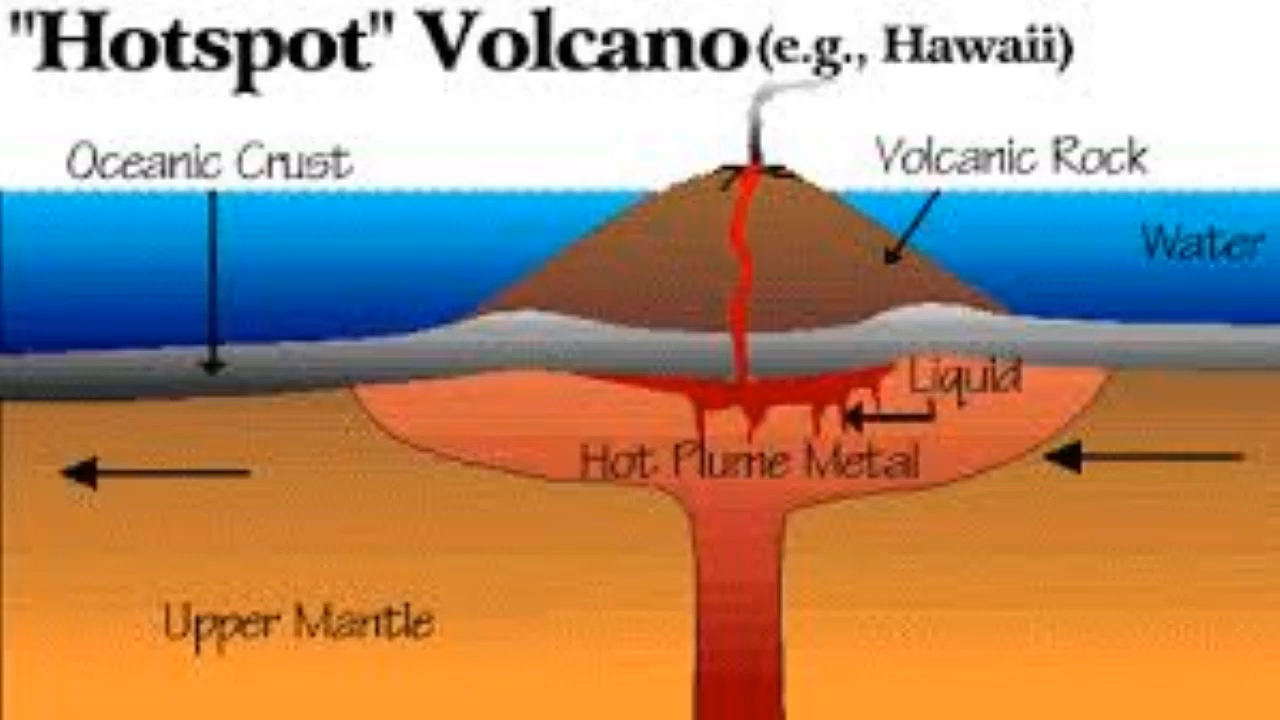 "Hotspot" Volcano (e.g., Hawaii)
Oceanic Crust
Volcanic Rock
Water
Liquid
Hot Plume Metal
Upper Mantle